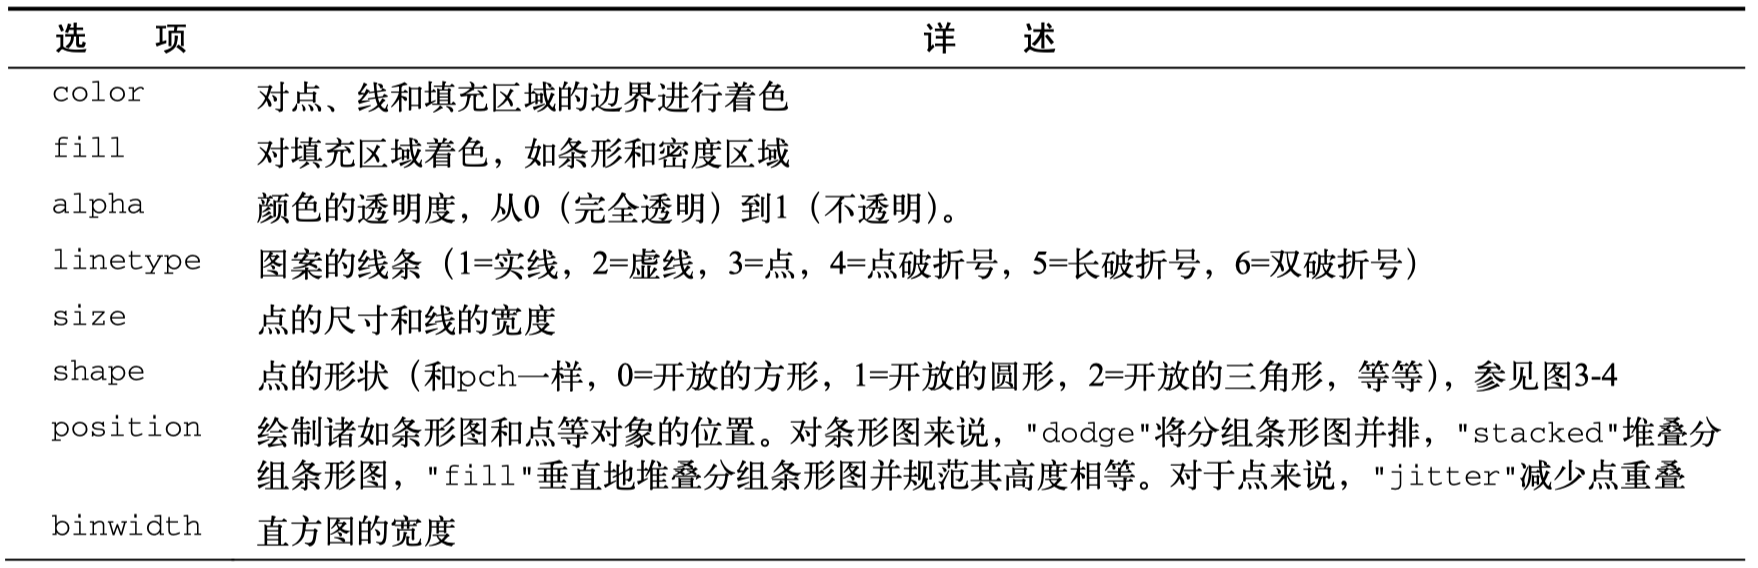 选 项 详 述
color 对点、线和填充区域的边界进行着色
fill 对填充区域着色，如条形和密度区域
alpha 颜色的透明度，从0（完全透明）到1（不透明）。
linetype 图案的线条（1=实线，2=虚线，3=点，4=点破折号，5=长破折号，6=双破折号）
size 点的尺寸和线的宽度
shape 点的形状（和pch一样，0=开放的方形，1=开放的圆形，2=开放的三角形，等等），参见图3-4
position 绘制诸如条形图和点等对象的位置。对条形图来说，"dodge"将分组条形图并排，"stacked"堆叠分
组条形图，"fill"垂直地堆叠分组条形图并规范其高度相等。对于点来说，"jitter"减少点重叠
binwidth 直方图的宽度